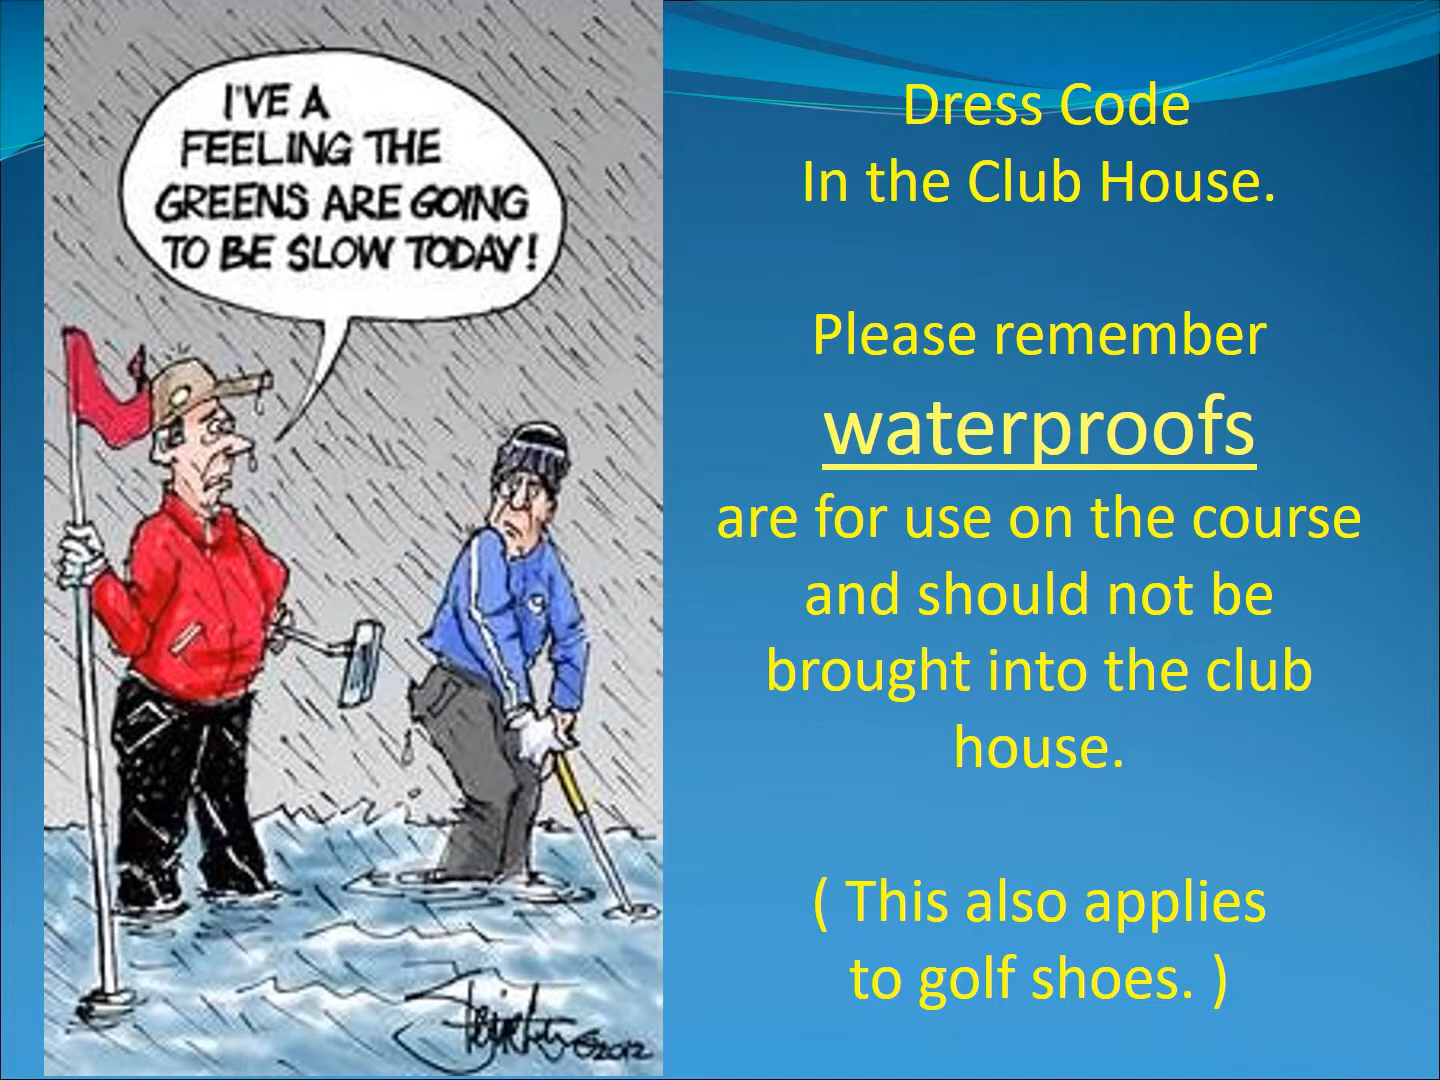 I'VE A
FEELING THE
GREENS ARE GOING
TO BE SLOW TODAY!
Dress Code
In the Club House.
Please remember
waterproofs
are for use on the course
and should not be
brought into the club
house.
( This also applies
to golf shoes. )
©2012